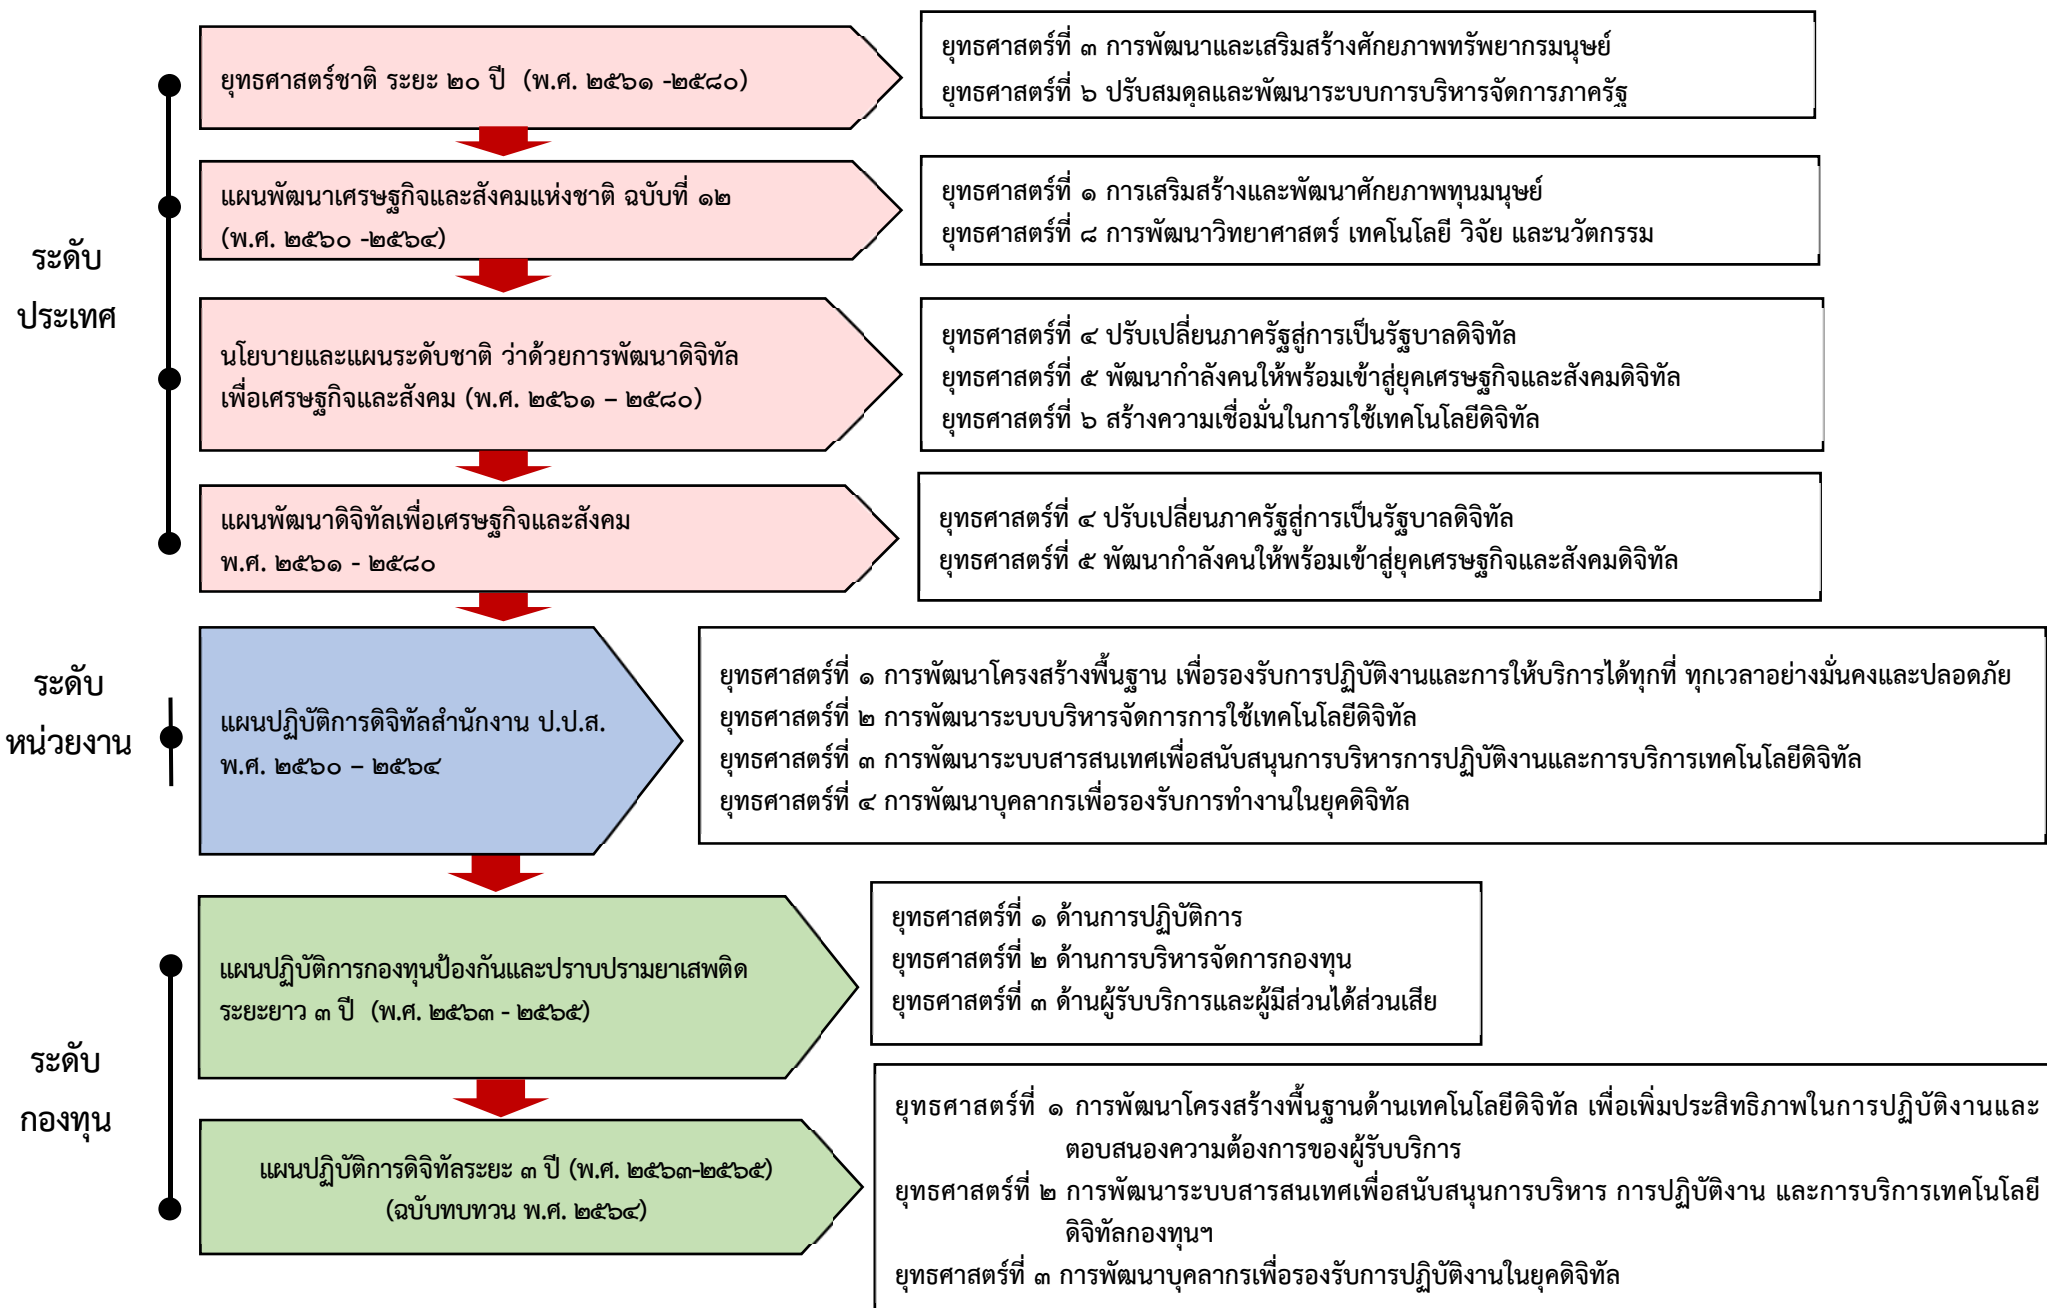 ระดับ
ประเทศ
ยุทธศาสตร์ชาติ ระยะ ๒๐ ปี (พ.ศ. ๒๕๖๑ -๒๕๘๐)
ยุทธศาสตร์ที่ ๓ การพัฒนาและเสริมสร้างศักยภาพทรัพยากรมนุษย์
ยุทธศาสตร์ที่ ๖ ปรับสมดุลและพัฒนาระบบการบริหารจัดการภาครัฐ
แผนพัฒนาเศรษฐกิจและสังคมแห่งชาติ ฉบับที่ ๑๒
(พ.ศ. ๒๕๖๐ -๒๕๖๔)
ยุทธศาสตร์ที่ ๑ การเสริมสร้างและพัฒนาศักยภาพทุนมนุษย์
ยุทธศาสตร์ที่ ๘ การพัฒนาวิทยาศาสตร์ เทคโนโลยี วิจัย และนวัตกรรม
นโยบายและแผนระดับชาติ ว่าด้วยการพัฒนาดิจิทัล
เพื่อเศรษฐกิจและสังคม (พ.ศ. ๒๕๖๑ – ๒๕๘๐)
ยุทธศาสตร์ที่ ๔ ปรับเปลี่ยนภาครัฐสู่การเป็นรัฐบาลดิจิทัล
ยุทธศาสตร์ที่ ๕ พัฒนากำลังคนให้พร้อมเข้าสู่ยุคเศรษฐกิจและสังคมดิจิทัล
ยุทธศาสตร์ที่ ๖ สร้างความเชื่อมั่นในการใช้เทคโนโลยีดิจิทัล
แผนพัฒนาดิจิทัลเพื่อเศรษฐกิจและสังคม
พ.ศ. ๒๕๖๑ - ๒๕๘๐
ยุทธศาสตร์ที่ ๔ ปรับเปลี่ยนภาครัฐสู่การเป็นรัฐบาลดิจิทัล
ยุทธศาสตร์ที่ ๕ พัฒนากำลังคนให้พร้อมเข้าสู่ยุคเศรษฐกิจและสังคมดิจิทัล
ระดับ
หน่วยงาน
แผนปฏิบัติการดิจิทัลสำนักงาน ป.ป.ส.
พ.ศ. ๒๕๖๐ – ๒๕๖๔
ยุทธศาสตร์ที่ ๑ การพัฒนาโครงสร้างพื้นฐาน เพื่อรองรับการปฏิบัติงานและการให้บริการได้ทุกที่ ทุกเวลาอย่างมั่นคงและปลอดภัย
ยุทธศาสตร์ที่ ๒ การพัฒนาระบบบริหารจัดการการใช้เทคโนโลยีดิจิทัล
ยุทธศาสตร์ที่ ๓ การพัฒนาระบบสารสนเทศเพื่อสนับสนุนการบริหารการปฏิบัติงานและการบริการเทคโนโลยีดิจิทัล
ยุทธศาสตร์ที่ ๔ การพัฒนาบุคลากรเพื่อรองรับการทำงานในยุคดิจิทัล
ระดับ
กองทุน
แผนปฏิบัติการกองทุนป้องกันและปราบปรามยาเสพติด
ระยะยาว ๓ ปี (พ.ศ. ๒๕๖๓ - ๒๕๖๕)
ยุทธศาสตร์ที่ ๑ ด้านการปฏิบัติการ
ยุทธศาสตร์ที่ ๒ ด้านการบริหารจัดการกองทุน
ยุทธศาสตร์ที่ ๓ ด้านผู้รับบริการและผู้มีส่วนได้ส่วนเสีย
แผนปฏิบัติการดิจิทัลระยะ ๓ ปี (พ.ศ. ๒๕๖๓-๒๕๖๕)
(ฉบับทบทวน พ.ศ. ๒๕๖๔)
ยุทธศาสตร์ที่ ๑ การพัฒนาโครงสร้างพื้นฐานด้านเทคโนโลยีดิจิทัล เพื่อเพิ่มประสิทธิภาพในการปฏิบัติงานและ
ตอบสนองความต้องการของผู้รับบริการ
ยุทธศาสตร์ที่ ๒ การพัฒนาระบบสารสนเทศเพื่อสนับสนุนการบริหาร การปฏิบัติงาน และการบริการเทคโนโลยี
ดิจิทัลกองทุนฯ
ยุทธศาสตร์ที่ ๓ การพัฒนาบุคลากรเพื่อรองรับการปฏิบัติงานในยุคดิจิทัล